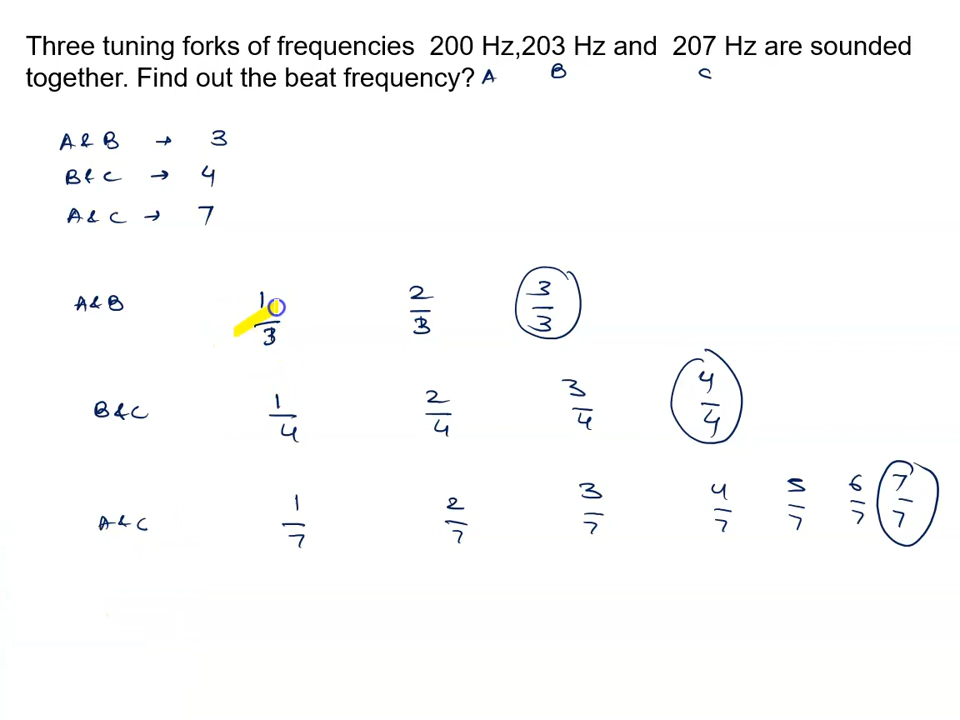 Three tuning forks of frequencies 200 Hz,203 Hz and 207 Hz are sounded
together. Find out the beat frequency? A B C
A & B → 3
B & C → 4
A & C → 7
A & B 1/3 2/3 3/3
B & C 1/4 2/4 3/4 4/4
A & C 1/7 2/7 3/7 4/7 5/7 6/7 7/7